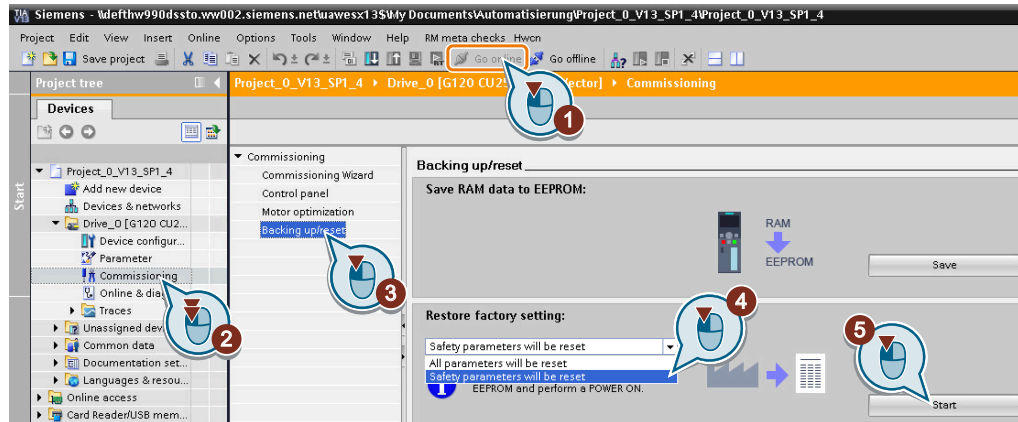 Siemens - \\defthw990dssto.ww002.siemens.net\uawesx13$\My Documents\Automatisierung\Project_0_V13_SP1_4\Project_0_V13_SP1_4
Project Edit View Insert Online Options Tools Window Help RM meta checks Hwcn
Save project Go online Go offline
Project tree
Project_0_V13_SP1_4 Drive_0 [G120 Vector] Commissioning
Devices
1
Start
Project_0_V13_SP1_4
Add new device
Devices & networks
Drive_0 [G120 CU2...
Device configur...
Parameter
Commissioning
Online &
Traces
Unassigned
Common data
Documentation set...
Languages & resou...
Online access
Card Reader/USB mem...
2
Commissioning
Commissioning Wizard
Control panel
Motor optimization
Backing up/reset
3
Backing up/reset
Save RAM data to EEPROM:
RAM
EEPROM
Save
Restore factory setting:
4
5
Safety parameters will be reset
All parameters will be reset
Safety parameters will be reset
EEPROM and perform a POWER ON.
Start